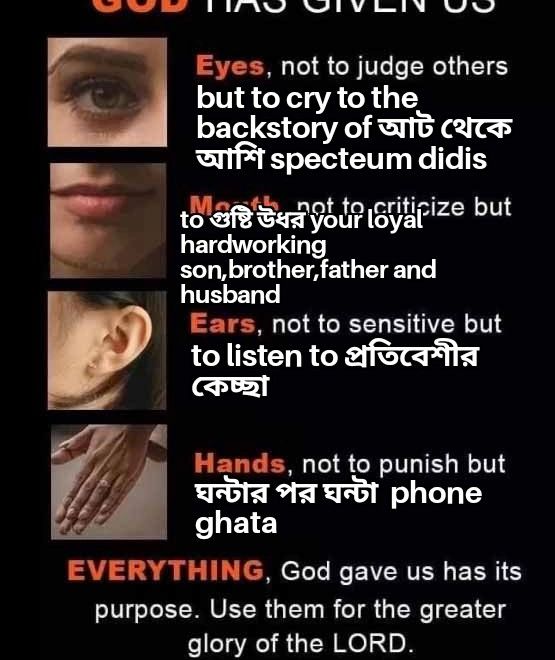 GOD HAS GIVEN US
Eyes, not to judge others
but to cry to the
backstory of আট থেকে
আশি specteum didis
Mouth, not to criticize but
to গুষ্টি উধর your loyal
hardworking
son,brother,father and
husband
Ears, not to sensitive but
to listen to প্রতিবেশীর
কেচ্ছা
Hands, not to punish but
ঘন্টার পর ঘন্টা phone
ghata
EVERYTHING, God gave us has its
purpose. Use them for the greater
glory of the LORD.